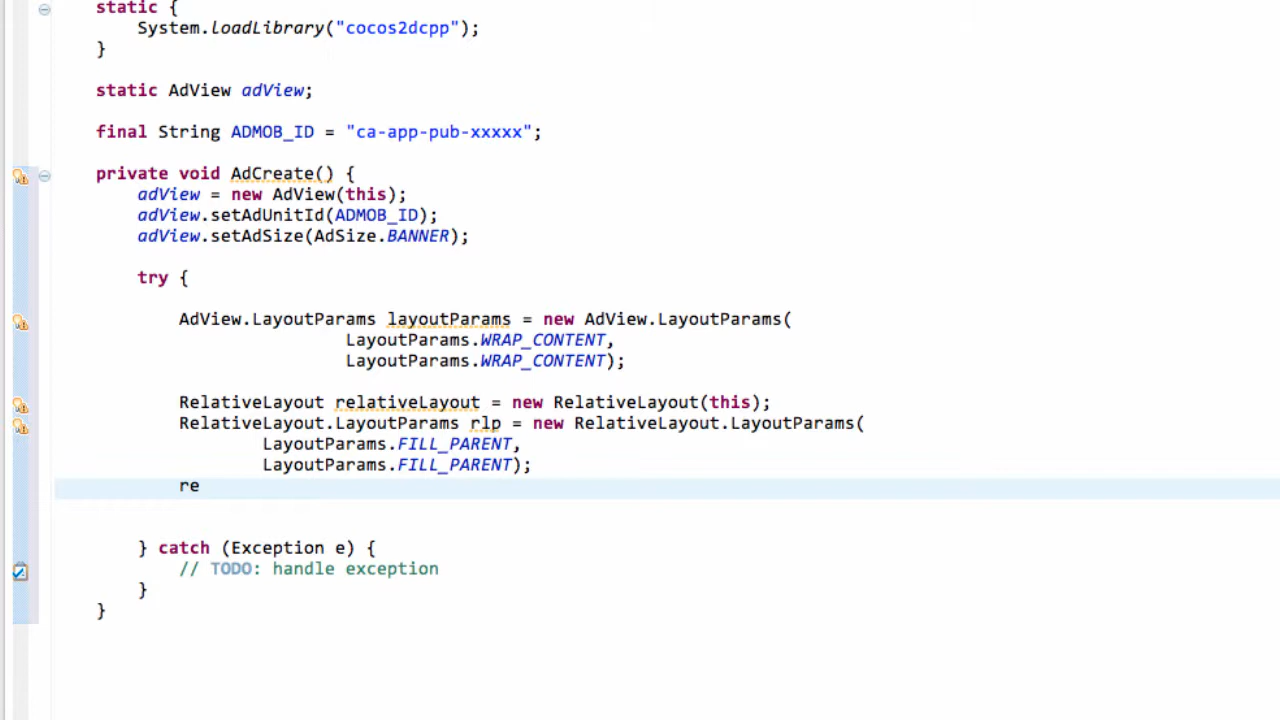 static {
System.loadLibrary("cocos2dcpp");
}
static AdView adView;
final String ADMOB_ID = "ca-app-pub-xxxxx";
private void AdCreate() {
adView = new AdView(this);
adView.setAdUnitId(ADMOB_ID);
adView.setAdSize(AdSize.BANNER);
try {
AdView.LayoutParams layoutParams = new AdView.LayoutParams(
LayoutParams.WRAP_CONTENT,
LayoutParams.WRAP_CONTENT);
RelativeLayout relativeLayout = new RelativeLayout(this);
RelativeLayout.LayoutParams rlp = new RelativeLayout.LayoutParams(
LayoutParams.FILL_PARENT,
LayoutParams.FILL_PARENT);
re
} catch (Exception e) {
// TODO: handle exception
}
}